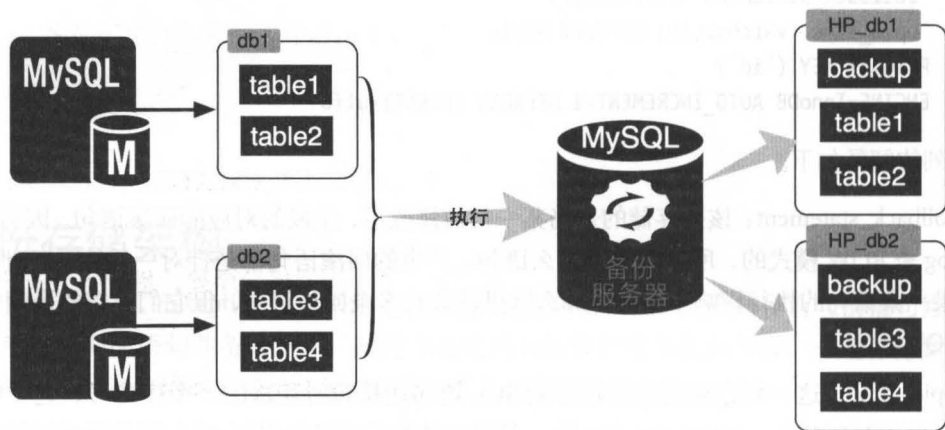 MySQL
M
db1
table1
table2
MySQL
M
db2
table3
table4
执行
MySQL
备份
服务器
HP_db1
backup
table1
table2
HP_db2
backup
table3
table4